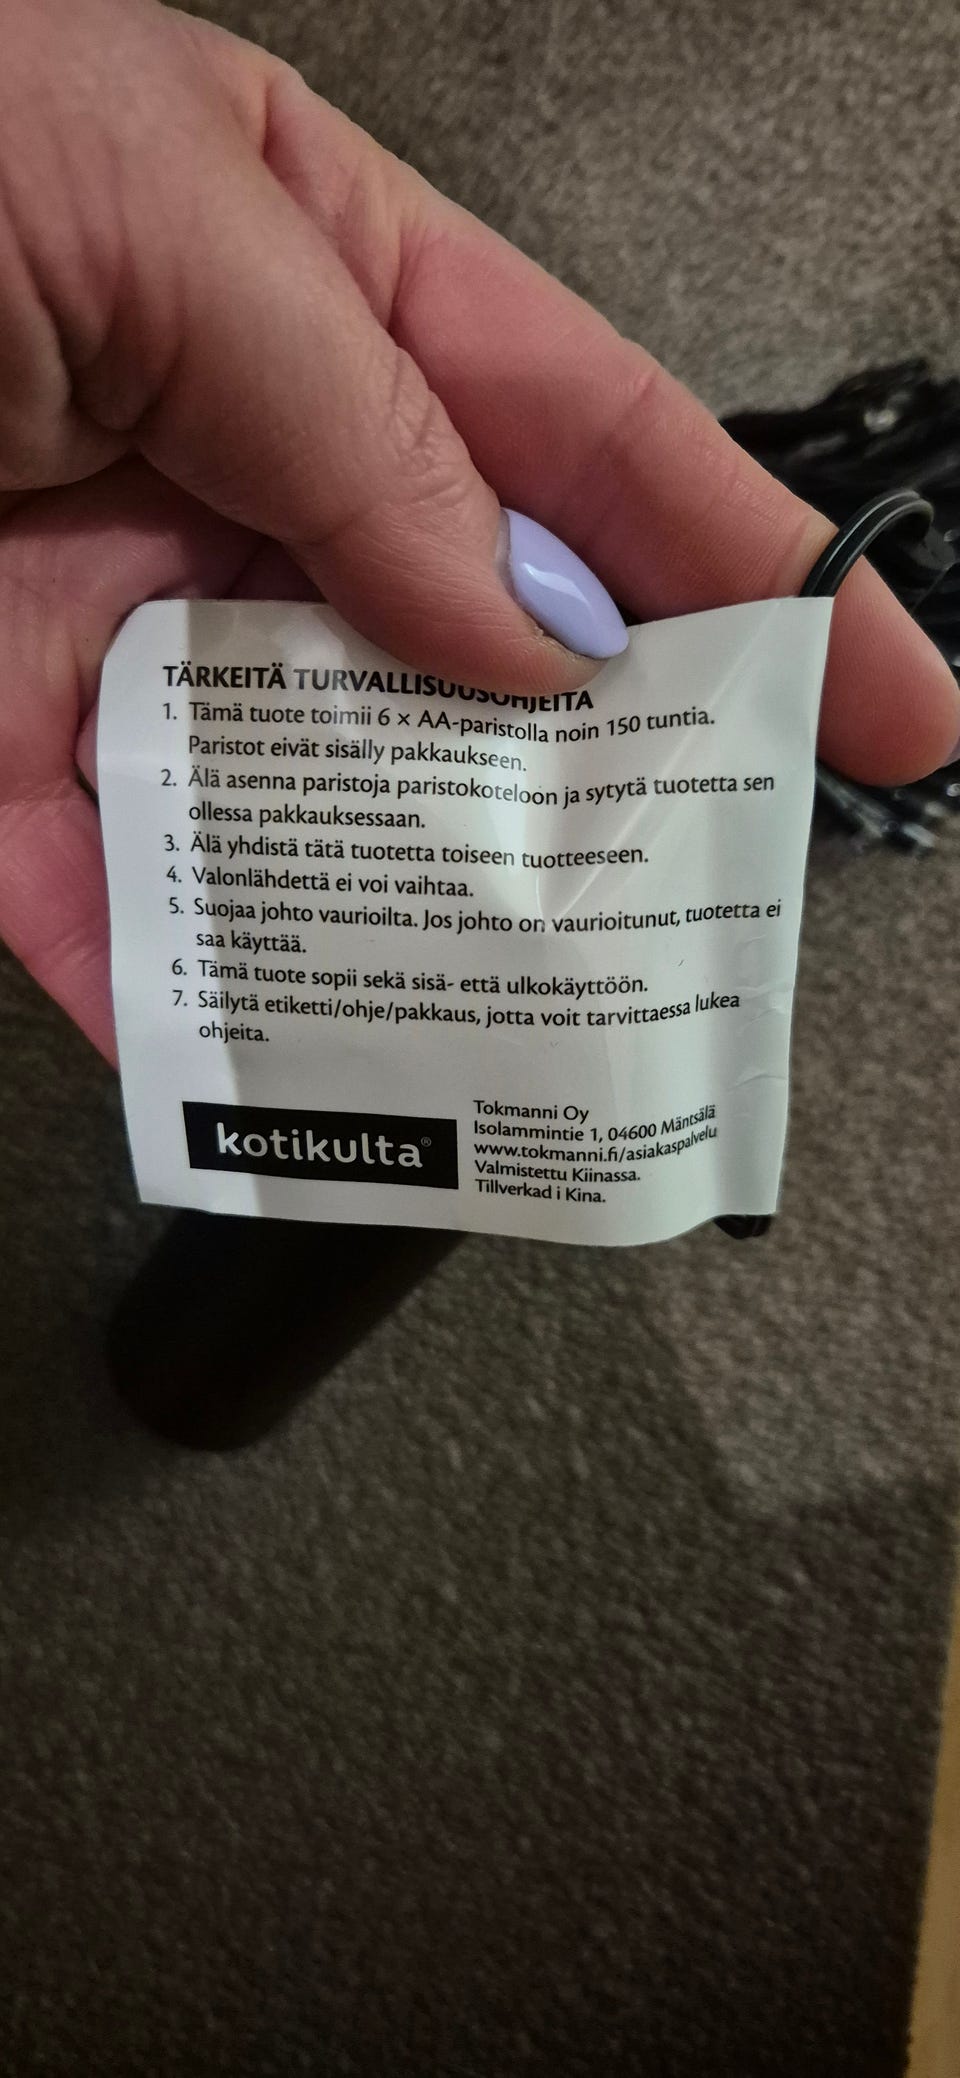 TÄRKEITÄ TURVALLISUUSOHJEITA
1. Tämä tuote toimii 6 × AA-paristolla noin 150 tuntia.
Paristot eivät sisälly pakkaukseen.
2. Älä asenna paristoja paristokoteloon ja sytytä tuotetta sen
ollessa pakkauksessaan.
3. Älä yhdistä tätä tuotetta toiseen tuotteeseen.
4. Valonlähdettä ei voi vaihtaa.
5. Suojaa johto vaurioilta. Jos johto on vaurioitunut, tuotetta ei
saa käyttää.
6. Tämä tuote sopii sekä sisä- että ulkokäyttöön.
7. Säilytä etiketti/ohje/pakkaus, jotta voit tarvittaessa lukea
ohjeita.
kotikulta®
Tokmanni Oy
Isolammintie 1, 04600 Mäntsälä
www.tokmanni.fi/asiakaspalvelu
Valmistettu Kiinassa.
Tillverkad i Kina.